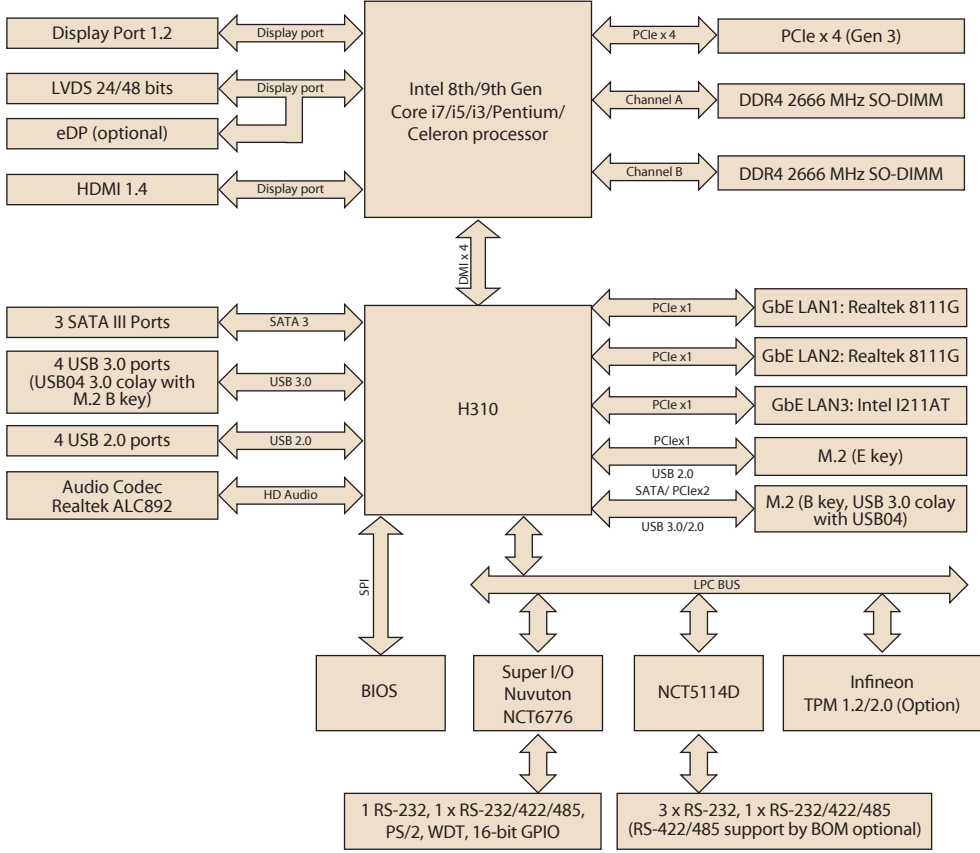 Display Port 1.2
Display port
LVDS 24/48 bits
Display port
eDP (optional)
HDMI 1.4
Display port
Intel 8th/9th Gen
Core i7/i5/i3/Pentium/
Celeron processor
PCIe x 4
PCIe x 4 (Gen 3)
Channel A
DDR4 2666 MHz SO-DIMM
Channel B
DDR4 2666 MHz SO-DIMM
DMI x 4
3 SATA III Ports
SATA 3
4 USB 3.0 ports
(USB04 3.0 colay with
M.2 B key)
USB 3.0
4 USB 2.0 ports
USB 2.0
Audio Codec
Realtek ALC892
HD Audio
H310
PCIe x1
GbE LAN1: Realtek 8111G
PCIe x1
GbE LAN2: Realtek 8111G
PCIe x1
GbE LAN3: Intel I211AT
PCIex1
USB 2.0
M.2 (E key)
SATA/ PCIex2
USB 3.0/2.0
M.2 (B key, USB 3.0 colay
with USB04)
SPI
LPC BUS
BIOS
Super I/O
Nuvuton
NCT6776
NCT5114D
Infineon
TPM 1.2/2.0 (Option)
1 RS-232, 1 x RS-232/422/485,
PS/2, WDT, 16-bit GPIO
3 x RS-232, 1 x RS-232/422/485
(RS-422/485 support by BOM optional)